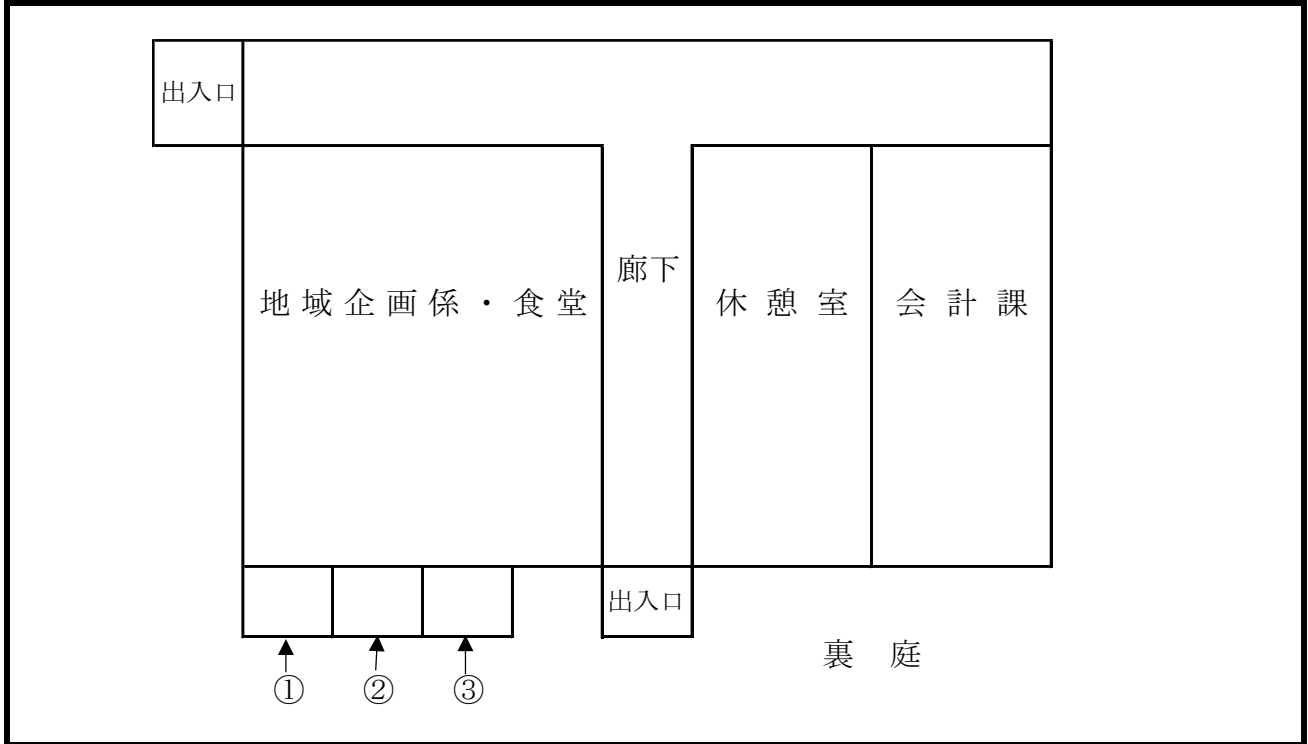 出入口
廊下
地域企画係・食堂
休憩室
会計課
出入口
裏庭
①
②
③